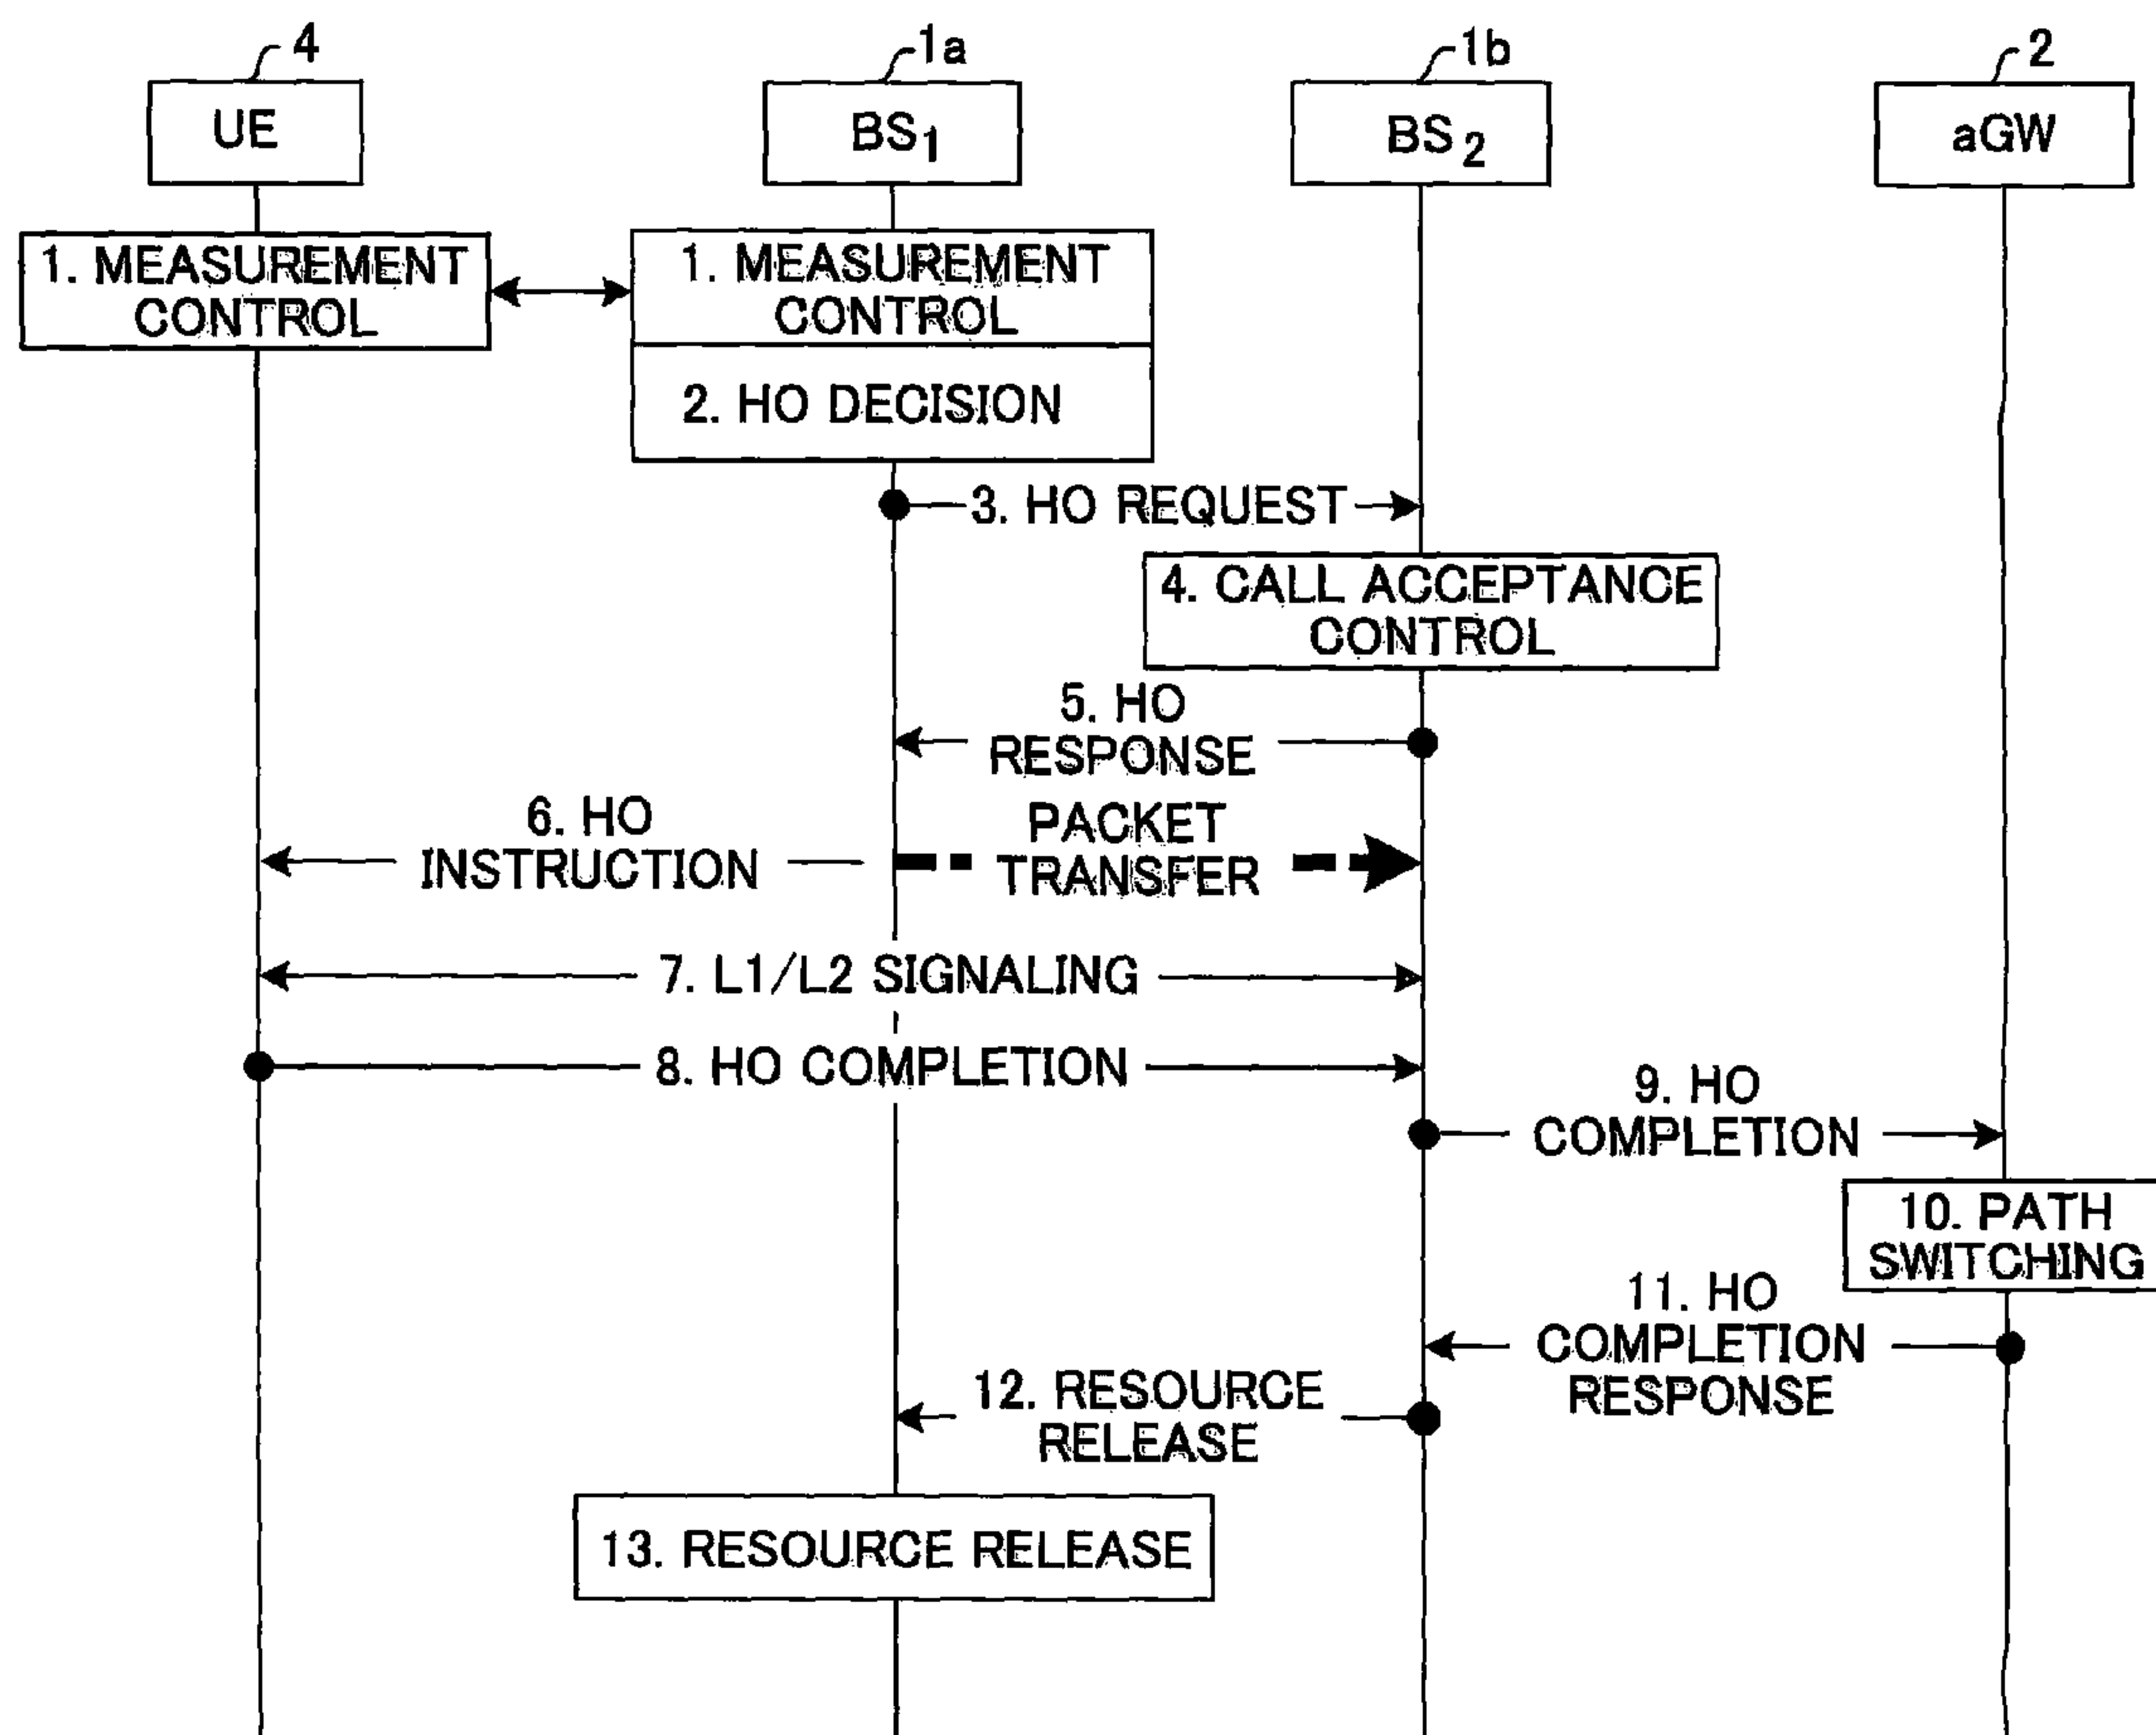 4
1a
1b
2
UE
BS1
BS2
aGW
1. MEASUREMENT
CONTROL
1. MEASUREMENT
CONTROL
2. HO DECISION
3. HO REQUEST
4. CALL ACCEPTANCE
CONTROL
5. HO
RESPONSE
6. HO
INSTRUCTION
PACKET
TRANSFER
7. L1/L2 SIGNALING
8. HO COMPLETION
9. HO
COMPLETION
10. PATH
SWITCHING
11. HO
COMPLETION
RESPONSE
12. RESOURCE
RELEASE
13. RESOURCE RELEASE